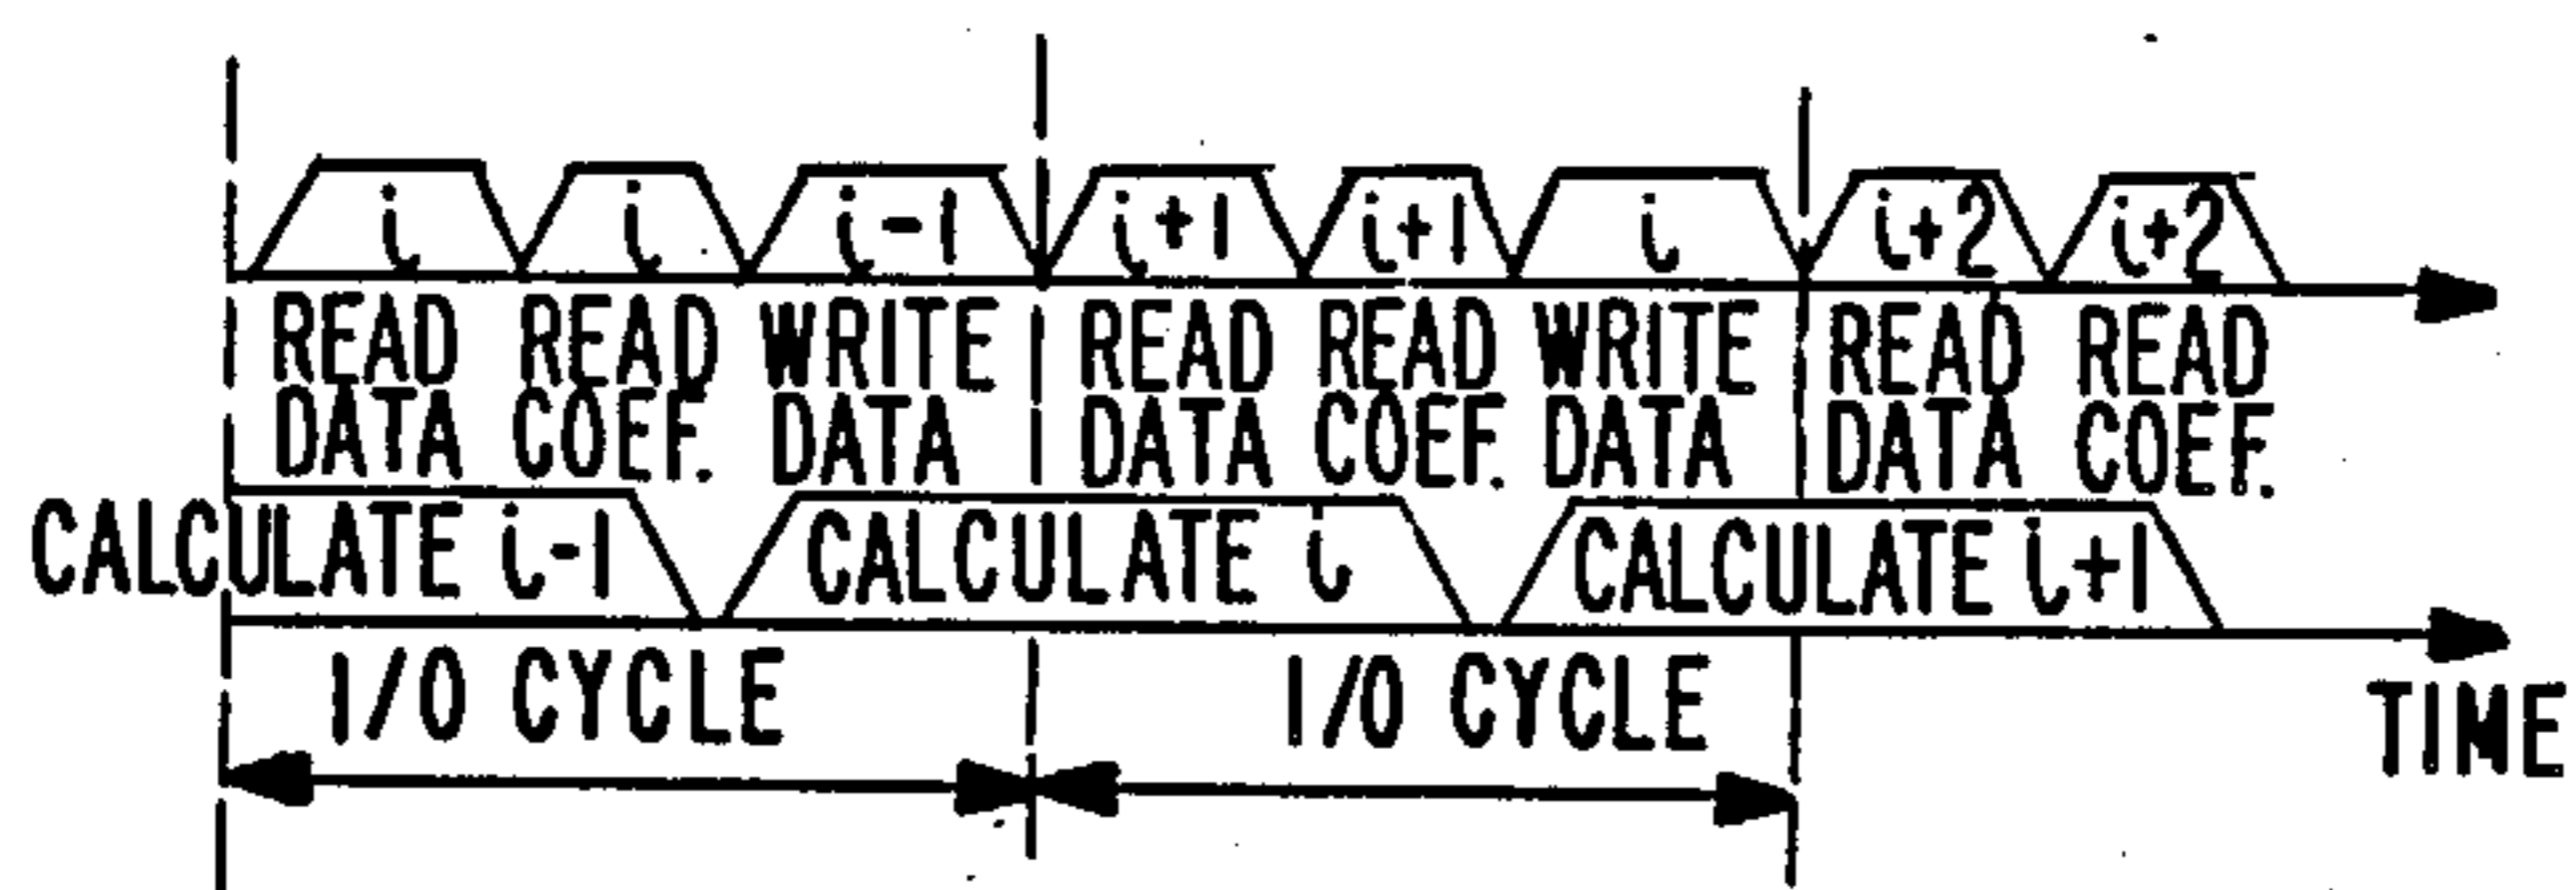 i i i-1 i+1 i+1 i i+2 i+2
READ READ WRITE READ READ WRITE READ READ
DATA COEF. DATA DATA COEF. DATA DATA COEF.
CALCULATE i-1 CALCULATE i CALCULATE i+1
I/O CYCLE I/O CYCLE
TIME